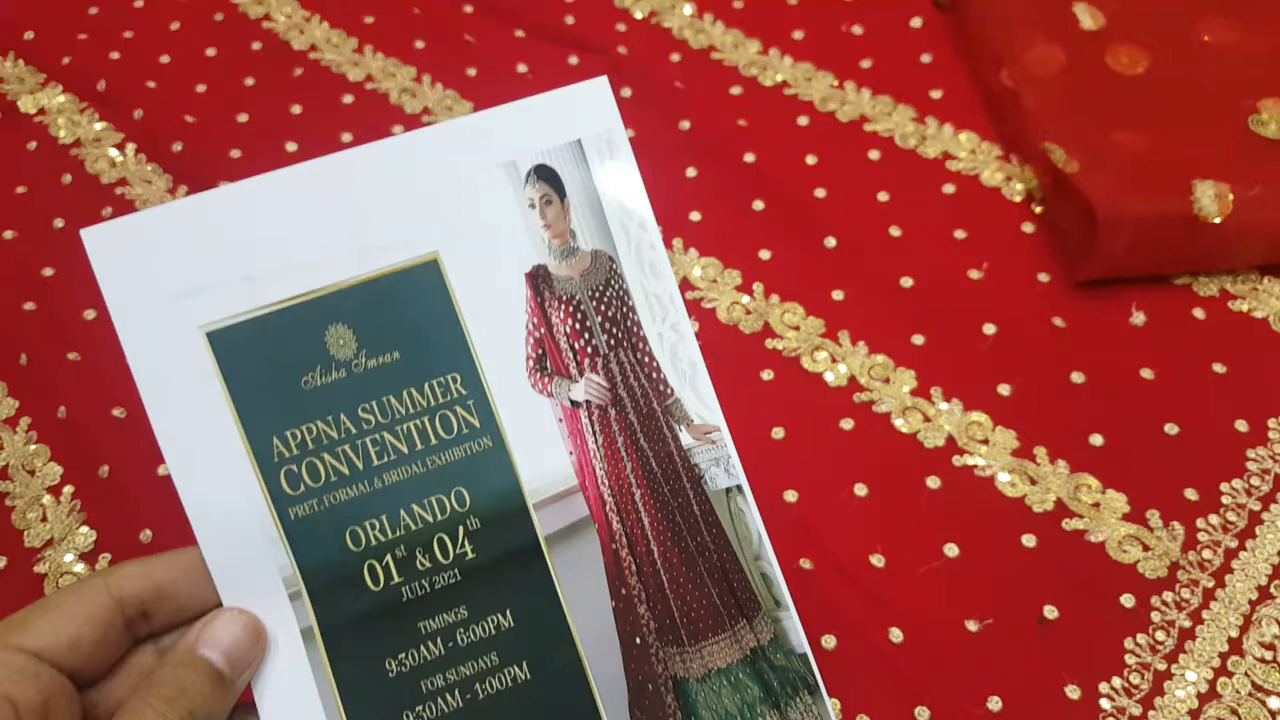 Aisha Imran
APPNA SUMMER
CONVENTION
PRET, FORMAL & BRIDAL EXHIBITION
ORLANDO
01st & 04th
JULY 2021
TIMINGS
9:30AM - 6:00PM
FOR SUNDAYS
9:30AM - 1:00PM